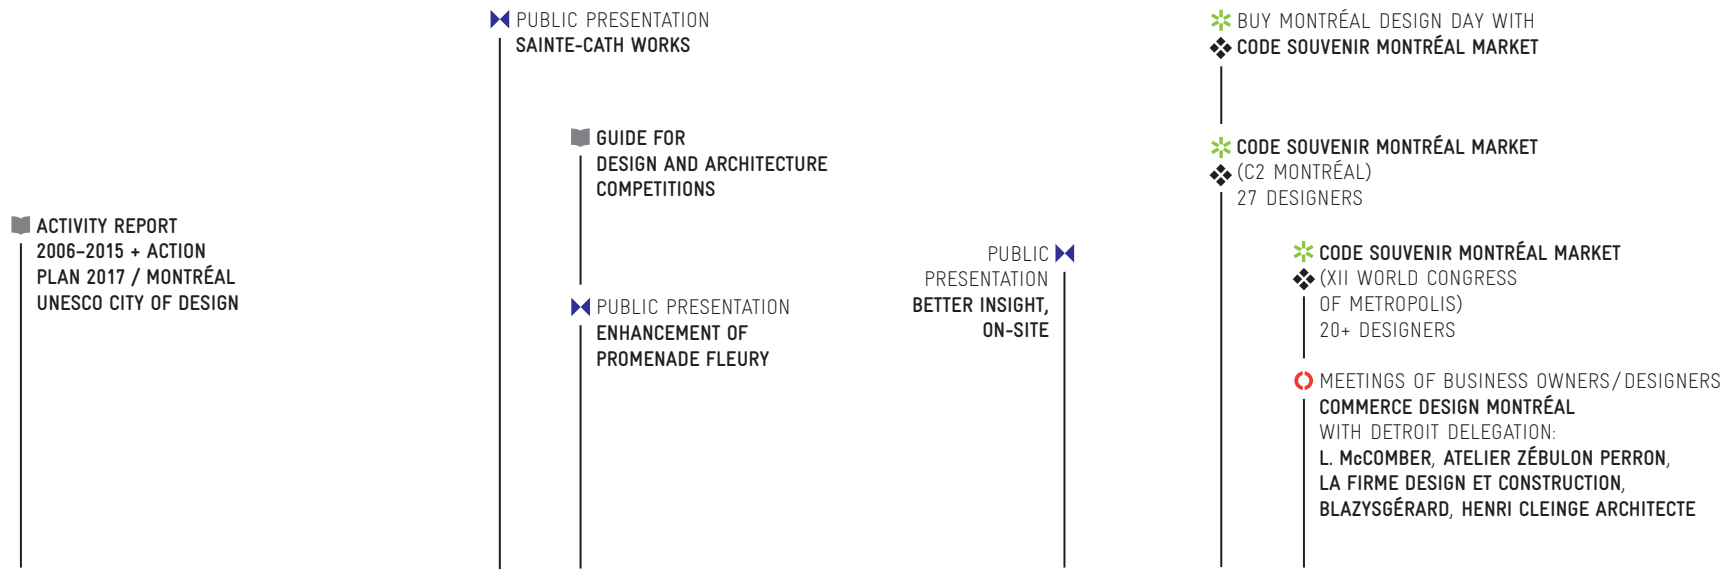 ACTIVITY REPORT
2006–2015 + ACTION
PLAN 2017 / MONTRÉAL
UNESCO CITY OF DESIGN
PUBLIC PRESENTATION
SAINTE-CATH WORKS
GUIDE FOR
DESIGN AND ARCHITECTURE
COMPETITIONS
PUBLIC PRESENTATION
ENHANCEMENT OF
PROMENADE FLEURY
PUBLIC
PRESENTATION
BETTER INSIGHT,
ON-SITE
BUY MONTRÉAL DESIGN DAY WITH
CODE SOUVENIR MONTRÉAL MARKET
CODE SOUVENIR MONTRÉAL MARKET
(C2 MONTRÉAL)
27 DESIGNERS
CODE SOUVENIR MONTRÉAL MARKET
(XII WORLD CONGRESS
OF METROPOLIS)
20+ DESIGNERS
MEETINGS OF BUSINESS OWNERS/DESIGNERS
COMMERCE DESIGN MONTRÉAL
WITH DETROIT DELEGATION:
L. McCOMBER, ATELIER ZÉBULON PERRON,
LA FIRME DESIGN ET CONSTRUCTION,
BLAZYSGÉRARD, HENRI CLEINGE ARCHITECTE